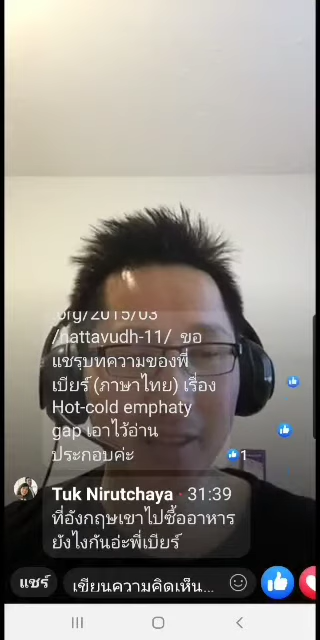 .org/2015/03
/nattavudh-11/ ขอ
แชร์บทความของพี่
เบียร์ (ภาษาไทย) เรื่อง
Hot-cold emphaty
gap เอาไว้อ่าน
ประกอบค่ะ
1
Tuk Nirutchaya · 31:39
ที่อังกฤษเขาไปซื้ออาหาร
ยังไงกันอ่ะพี่เบียร์
แชร์ เขียนความคิดเห็น...